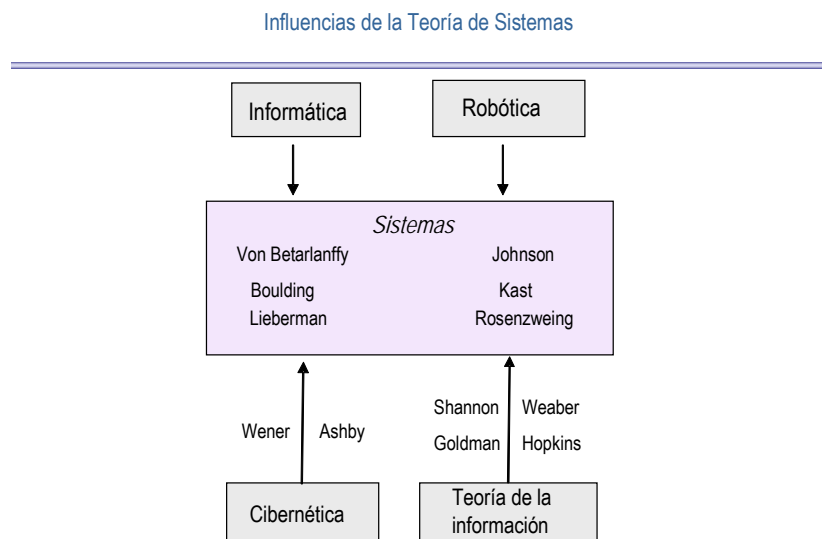 Influencias de la Teoría de Sistemas
Informática
Robótica
Sistemas
Von Betarlanffy
Johnson
Boulding
Kast
Lieberman
Rosenzweing
Shannon
Weaber
Wener
Ashby
Goldman
Hopkins
Cibernética
Teoría de la
información